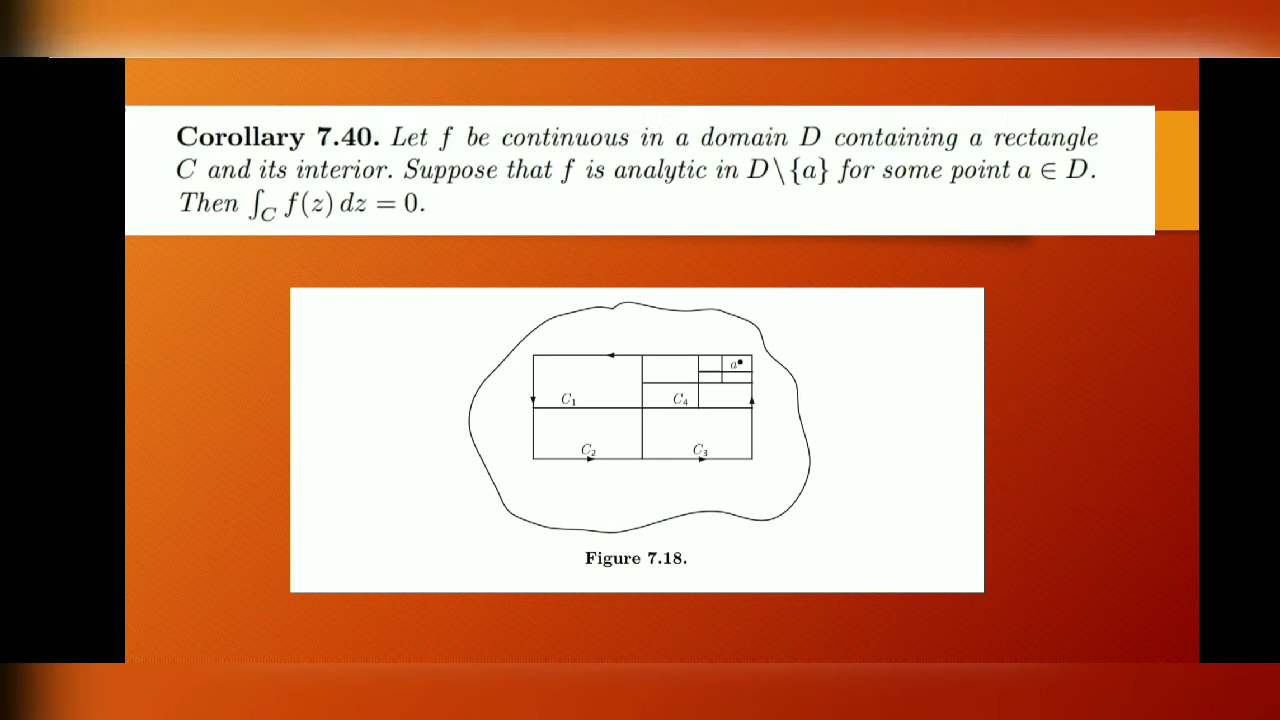 Corollary 7.40. Let f be continuous in a domain D containing a rectangle
C and its interior. Suppose that f is analytic in D\{a} for some point a ∈ D.
Then ∫_C f(z) dz = 0.
a
C₁
C₄
C₂
C₃
Figure 7.18.